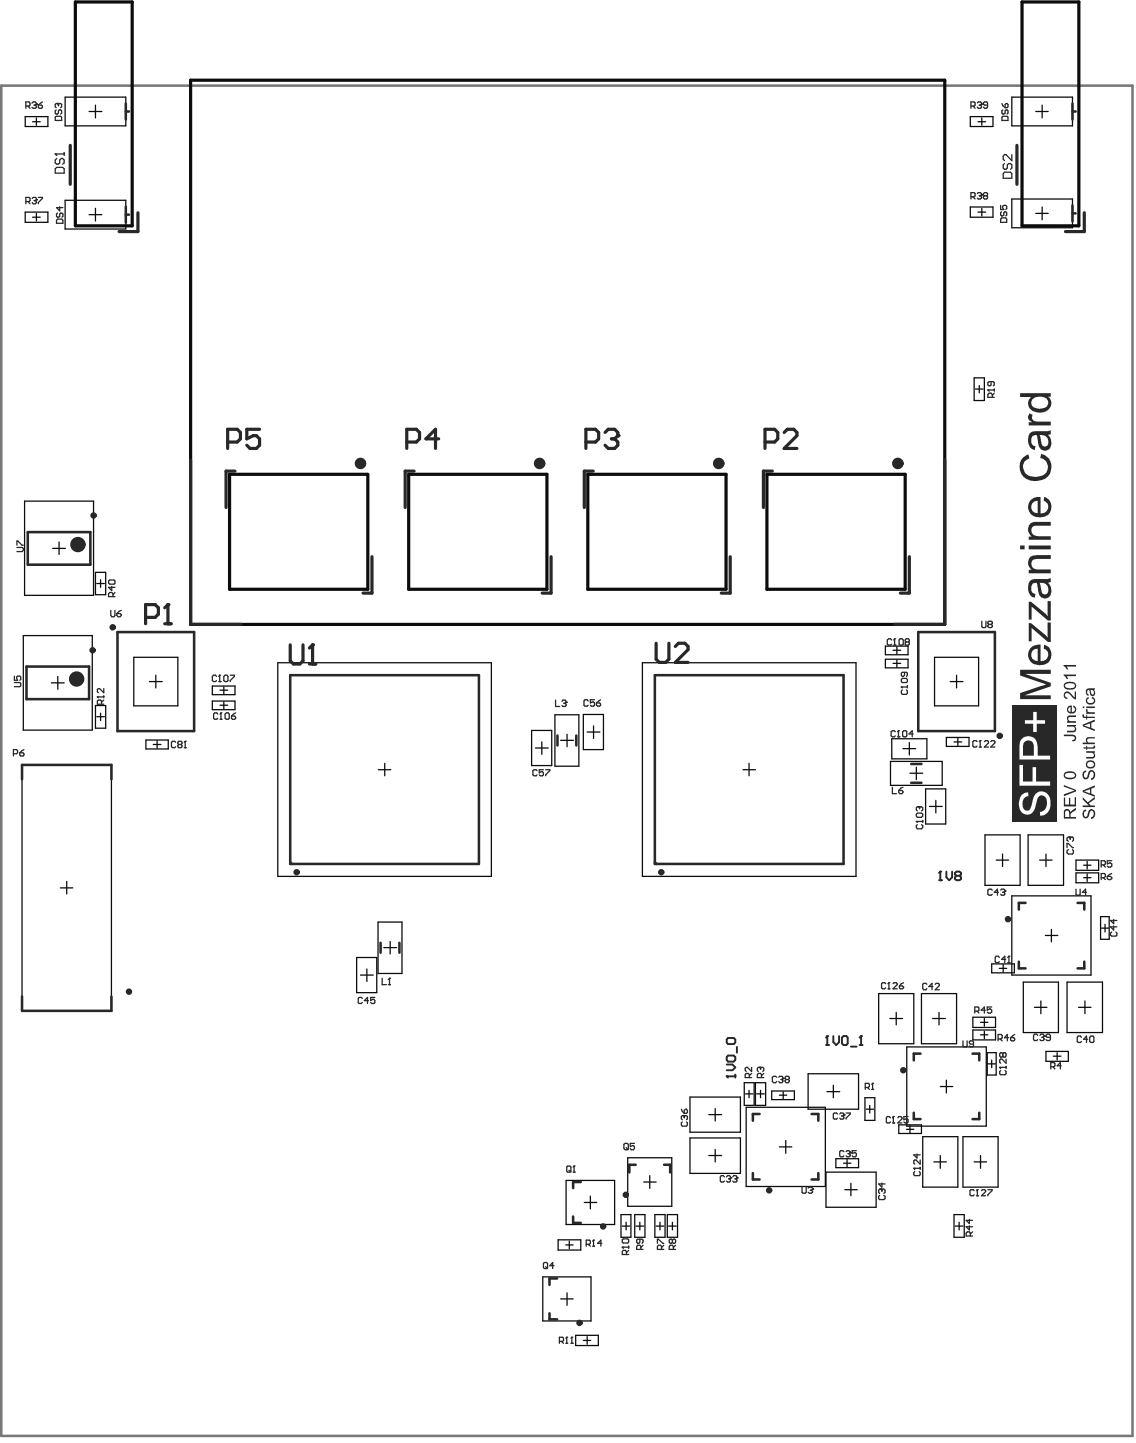 R36
DS3
DS1
R37
DS4
R39
DS6
DS2
R38
DS5
R19
P5
P4
P3
P2
U7
R40
U6
P1
U5
R12
C107
C106
C81
P6
U1
U2
L3
C56
C57
C108
C109
U8
C104
C122
L6
C103
SFP+ Mezzanine Card
REV 0 June 2011
SKA South Africa
1V8
C43
C73
R5
R6
U4
C44
C41
L1
C45
C126
C42
R45
R46
C39
C40
R4
1V0_0
1V0_1
U9
C128
R2
R3
C38
R1
C37
C36
C125
C33
C35
C34
U3
C124
C127
R44
Q5
Q1
R10
R9
R7
R8
R14
Q4
R11